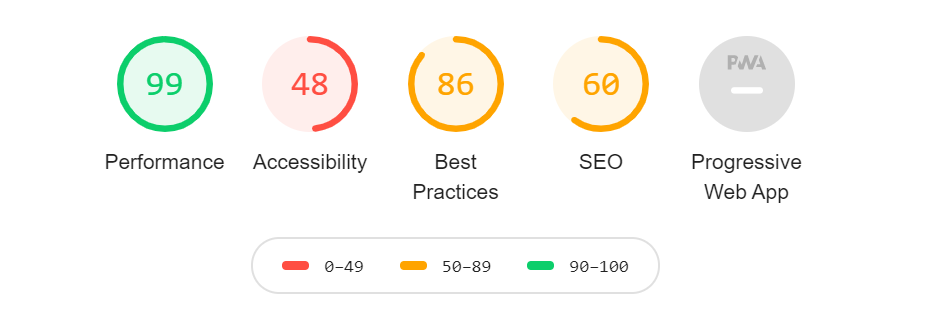 99 48 86 60 PWA
Performance Accessibility Best Practices SEO Progressive Web App
0–49 50–89 90–100